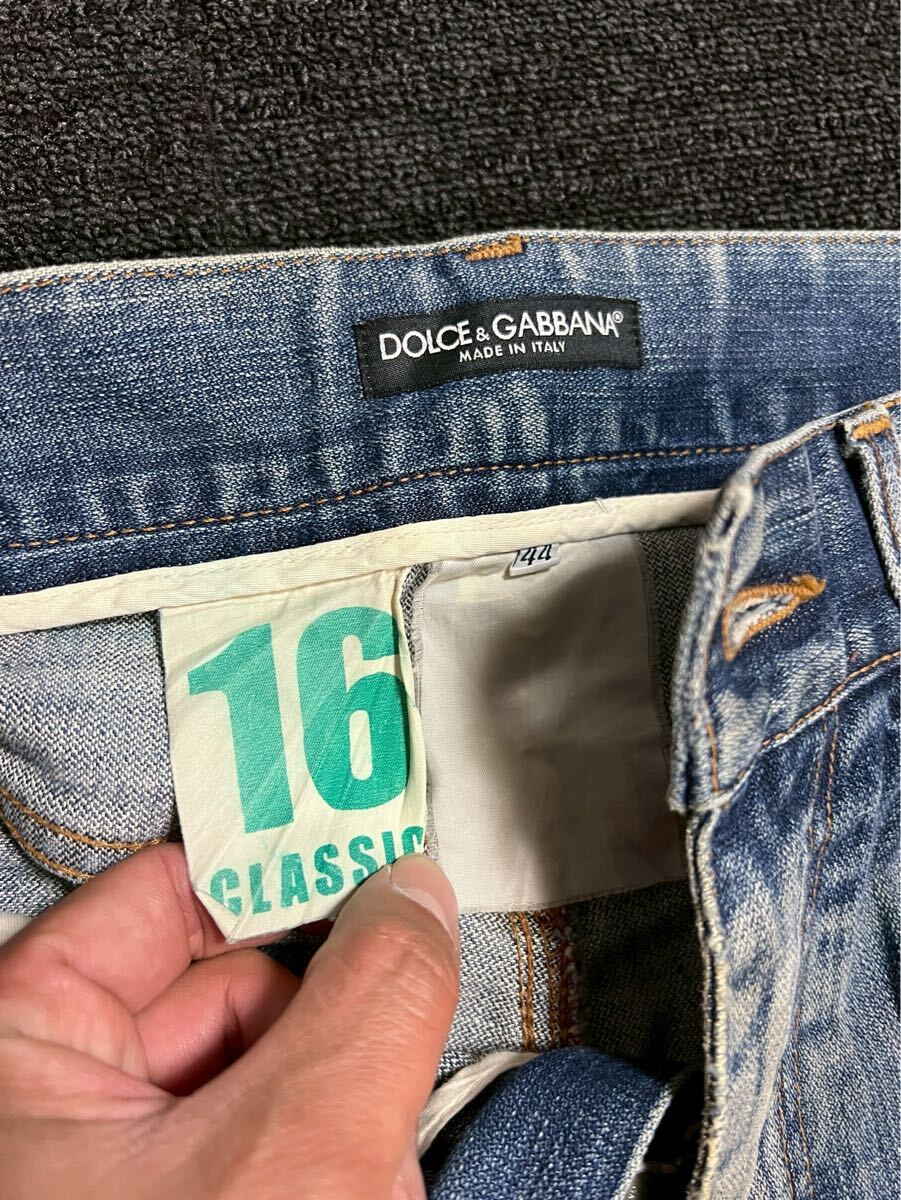 DOLCE & GABBANA®
MADE IN ITALY
44
16
CLASSIC